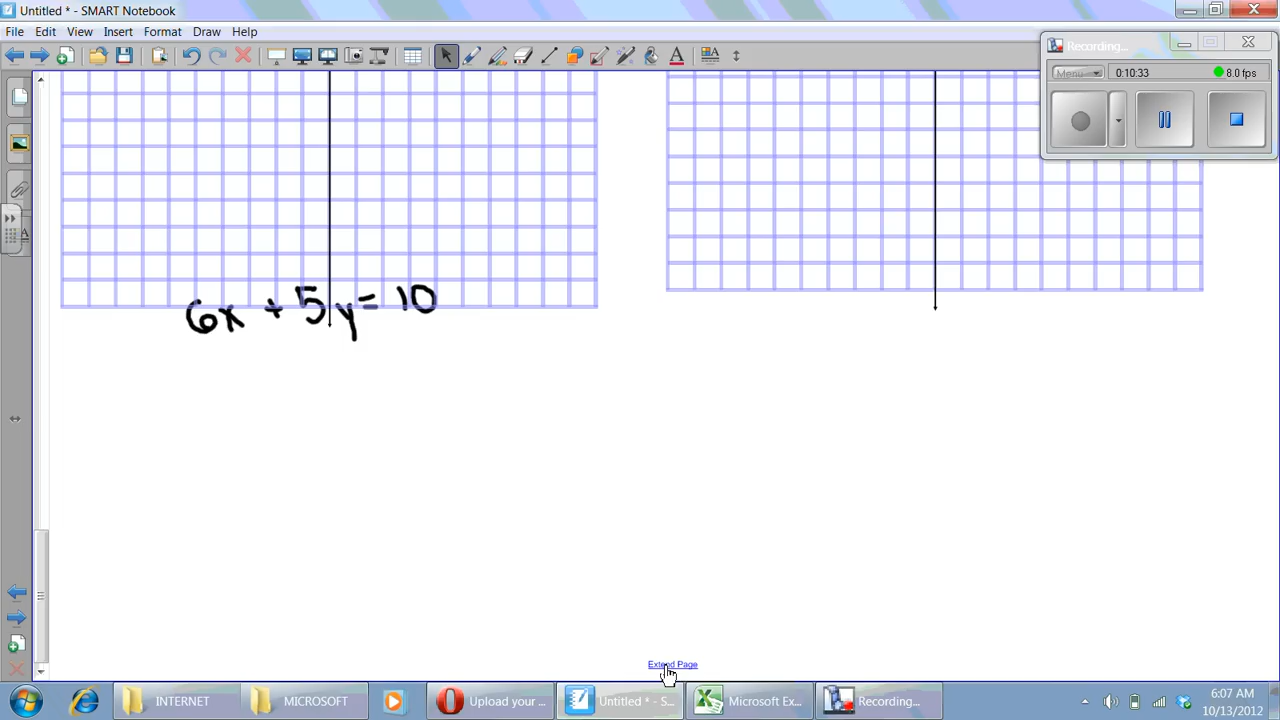 Untitled * - SMART Notebook
File Edit View Insert Format Draw Help
Recording...
Menu 0:10:33 8.0 fps
6x + 5y = 10
Extend Page
INTERNET MICROSOFT Upload your ... Untitled * - S... Microsoft Ex... Recording...
6:07 AM
10/13/2012